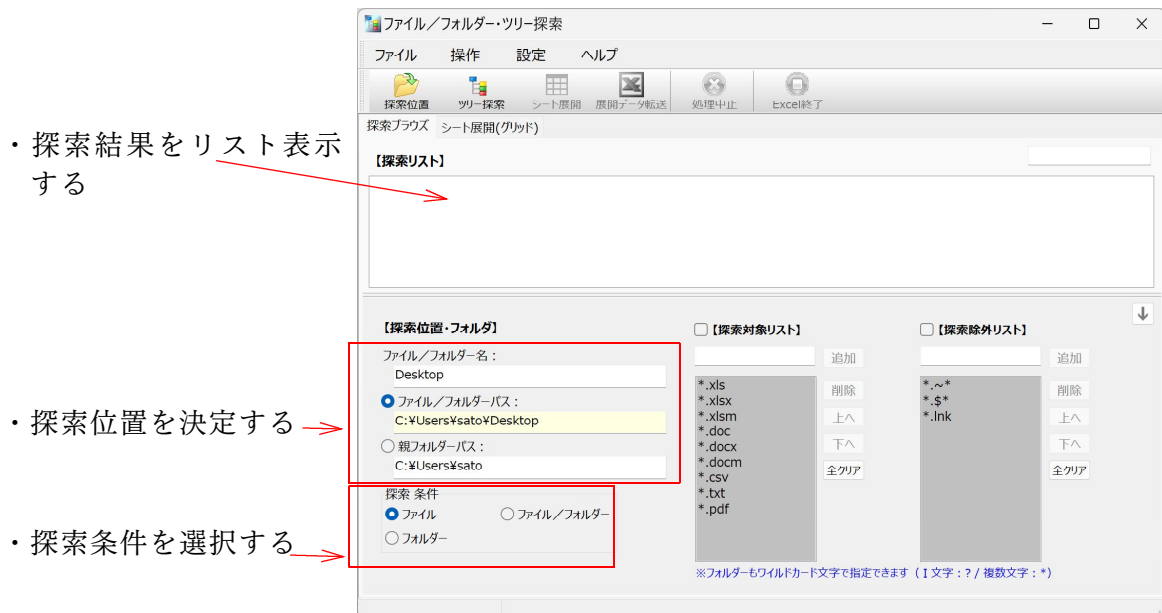 ファイル／フォルダー・ツリー探索
ファイル 操作 設定 ヘルプ
探索位置 ツリー探索 シート展開 展開データ転送 処理中止 Excel終了
探索ブラウズ シート展開(グリッド)
・探索結果をリスト表示
する
【探索リスト】
【探索位置・フォルダ】
ファイル／フォルダー名：
Desktop
ファイル／フォルダーパス：
C:¥Users¥sato¥Desktop
親フォルダーパス：
C:¥Users¥sato
・探索位置を決定する
探索 条件
ファイル ファイル／フォルダー
フォルダー
・探索条件を選択する
【探索対象リスト】
追加
*.xls
*.xlsx
*.xlsm
*.doc
*.docx
*.docm
*.csv
*.txt
*.pdf
削除
上へ
下へ
全クリア
【探索除外リスト】
追加
*.~*
*.$*
*.lnk
削除
上へ
下へ
全クリア
※フォルダーもワイルドカード文字で指定できます（１文字：? / 複数文字：*）